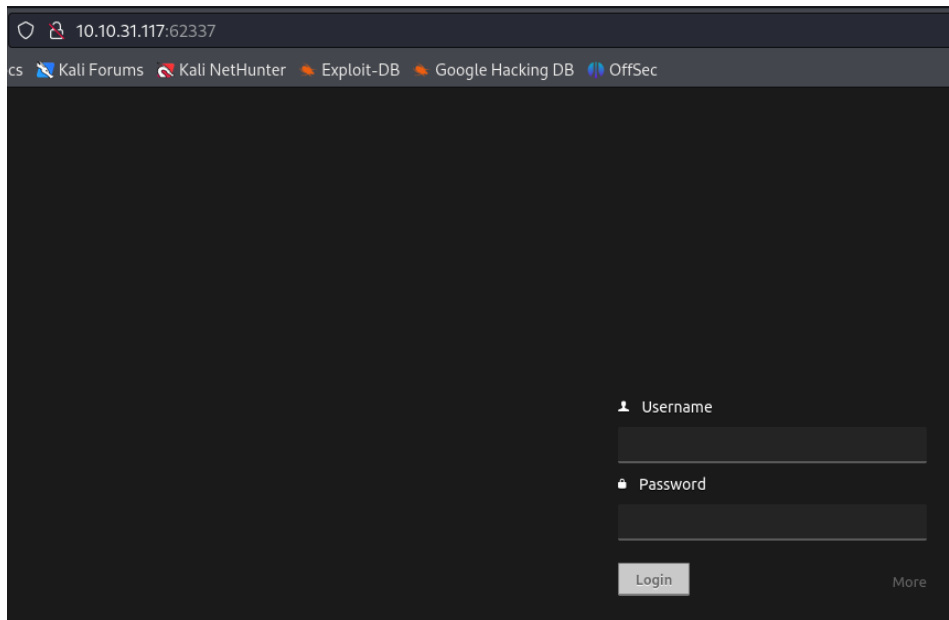 10.10.31.117:62337
cs Kali Forums Kali NetHunter Exploit-DB Google Hacking DB OffSec
Username
Password
Login More